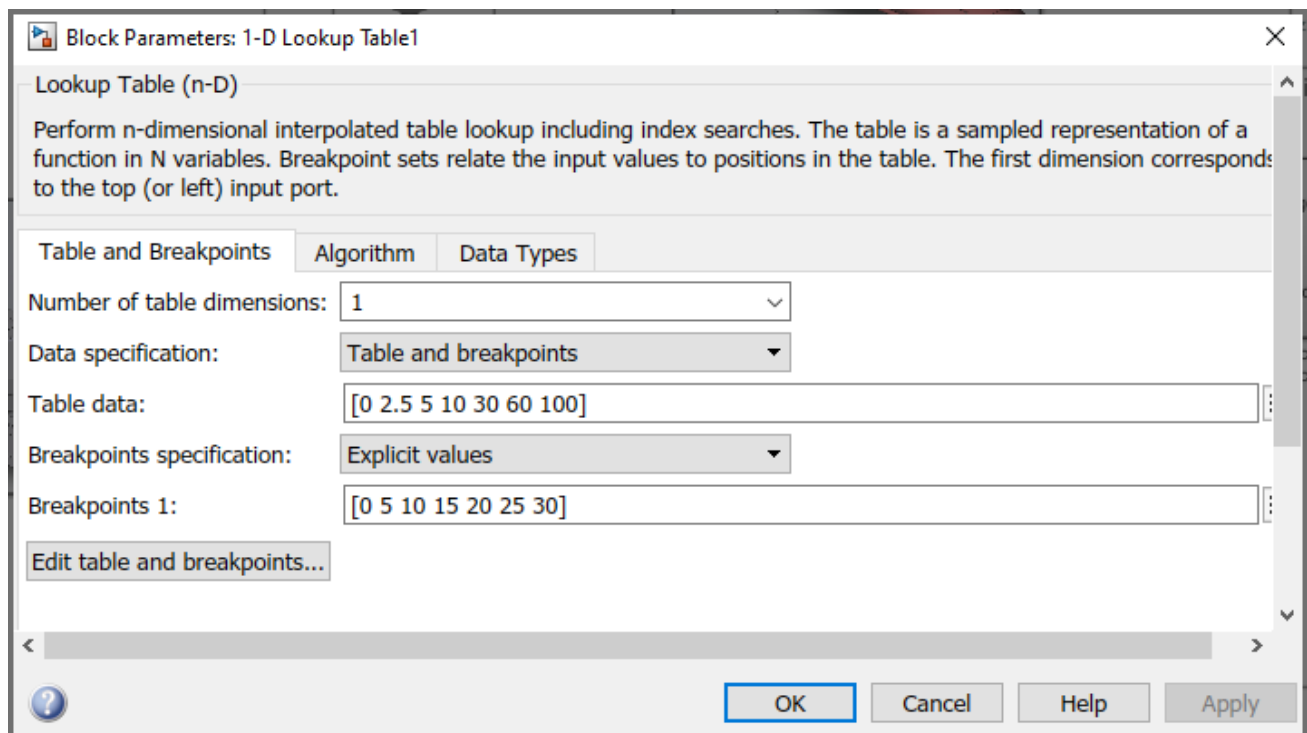 Block Parameters: 1-D Lookup Table1
Lookup Table (n-D)
Perform n-dimensional interpolated table lookup including index searches. The table is a sampled representation of a
function in N variables. Breakpoint sets relate the input values to positions in the table. The first dimension corresponds
to the top (or left) input port.
Table and Breakpoints Algorithm Data Types
Number of table dimensions: 1
Data specification: Table and breakpoints
Table data: [0 2.5 5 10 30 60 100]
Breakpoints specification: Explicit values
Breakpoints 1: [0 5 10 15 20 25 30]
Edit table and breakpoints...
? OK Cancel Help Apply